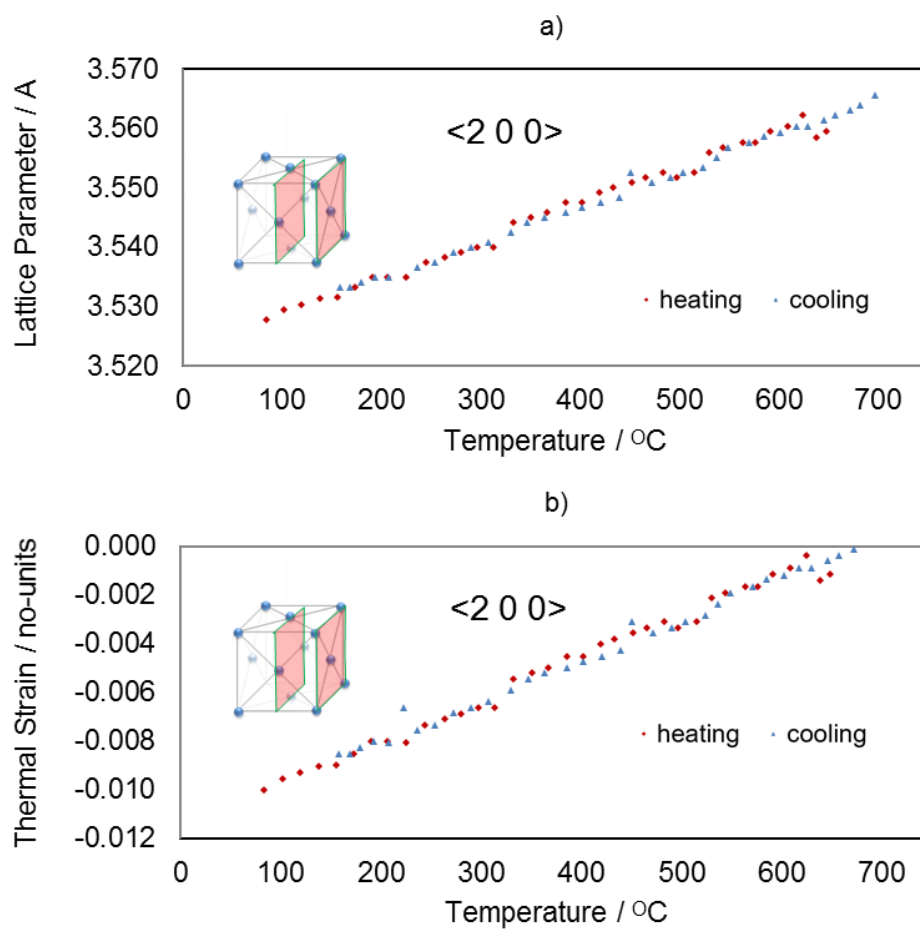 a)
Lattice Parameter / A
3.570
3.560
3.550
3.540
3.530
3.520
<2 0 0>
heating cooling
0 100 200 300 400 500 600 700
Temperature / OC
b)
Thermal Strain / no-units
0.000
-0.002
-0.004
-0.006
-0.008
-0.010
-0.012
<2 0 0>
heating cooling
0 100 200 300 400 500 600 700
Temperature / OC